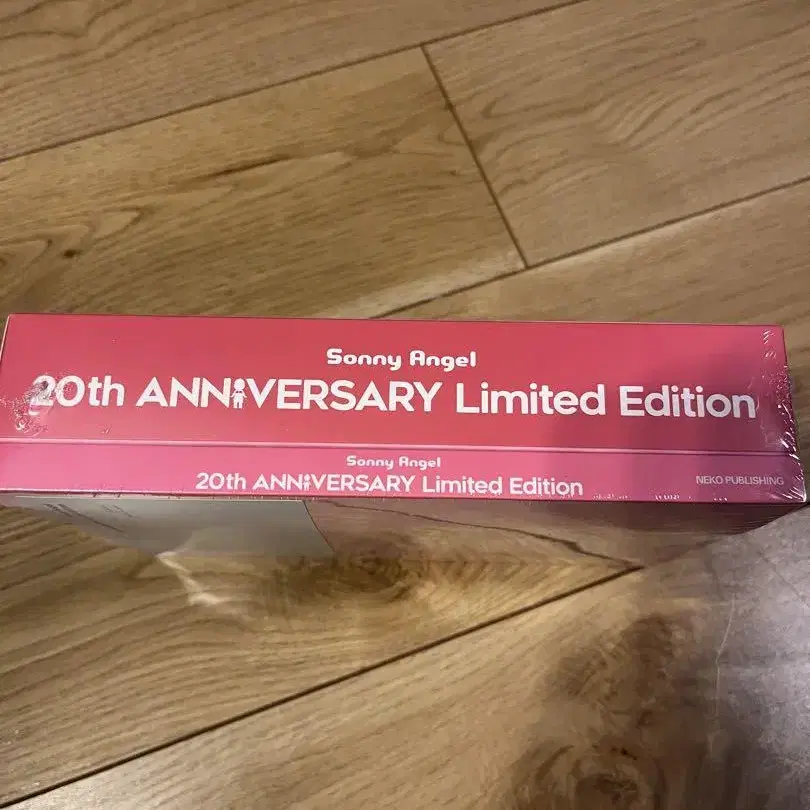 Sonny Angel
20th ANNIVERSARY Limited Edition
Sonny Angel
20th ANNIVERSARY Limited Edition
NEKO PUBLISHING